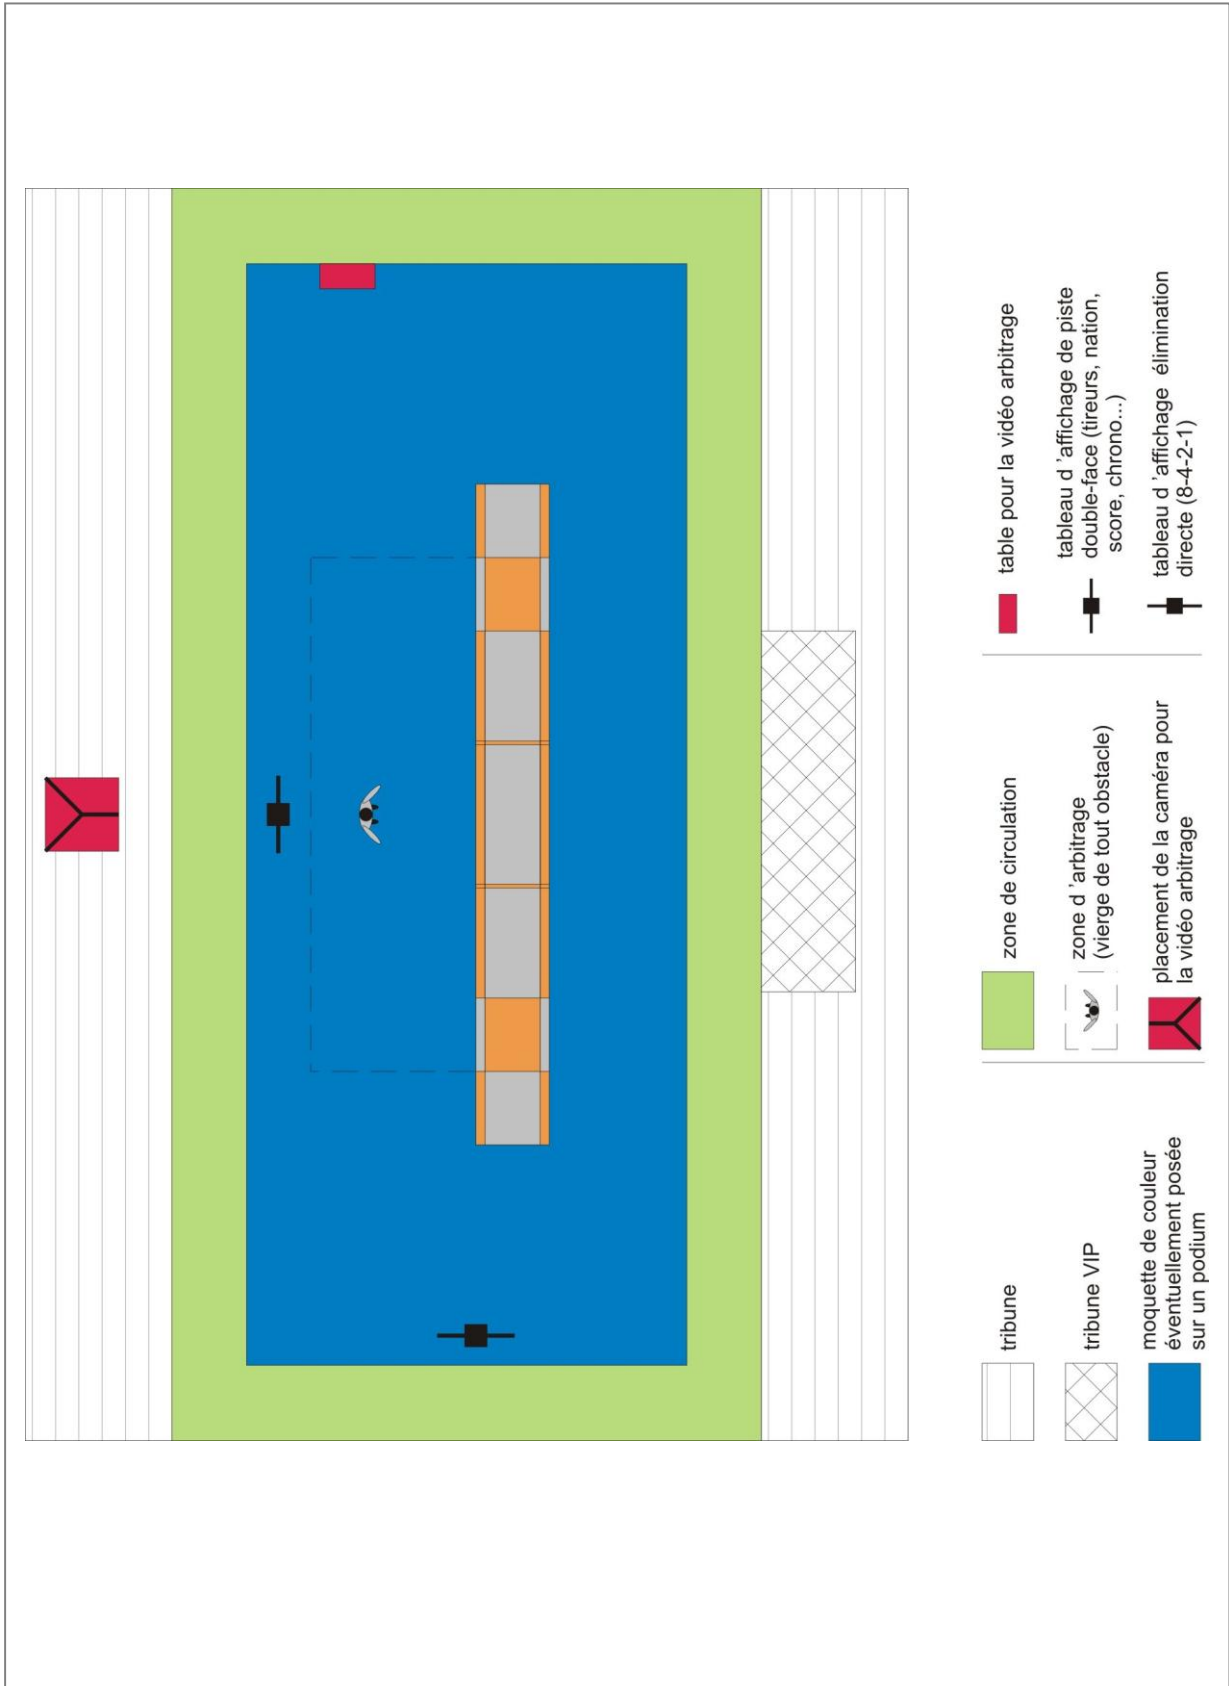 tribune
tribune VIP
moquette de couleur
éventuellement posée
sur un podium
zone de circulation
zone d 'arbitrage
(vierge de tout obstacle)
placement de la caméra pour
la vidéo arbitrage
table pour la vidéo arbitrage
tableau d 'affichage de piste
double-face (tireurs, nation,
score, chrono...)
tableau d 'affichage élimination
directe (8-4-2-1)